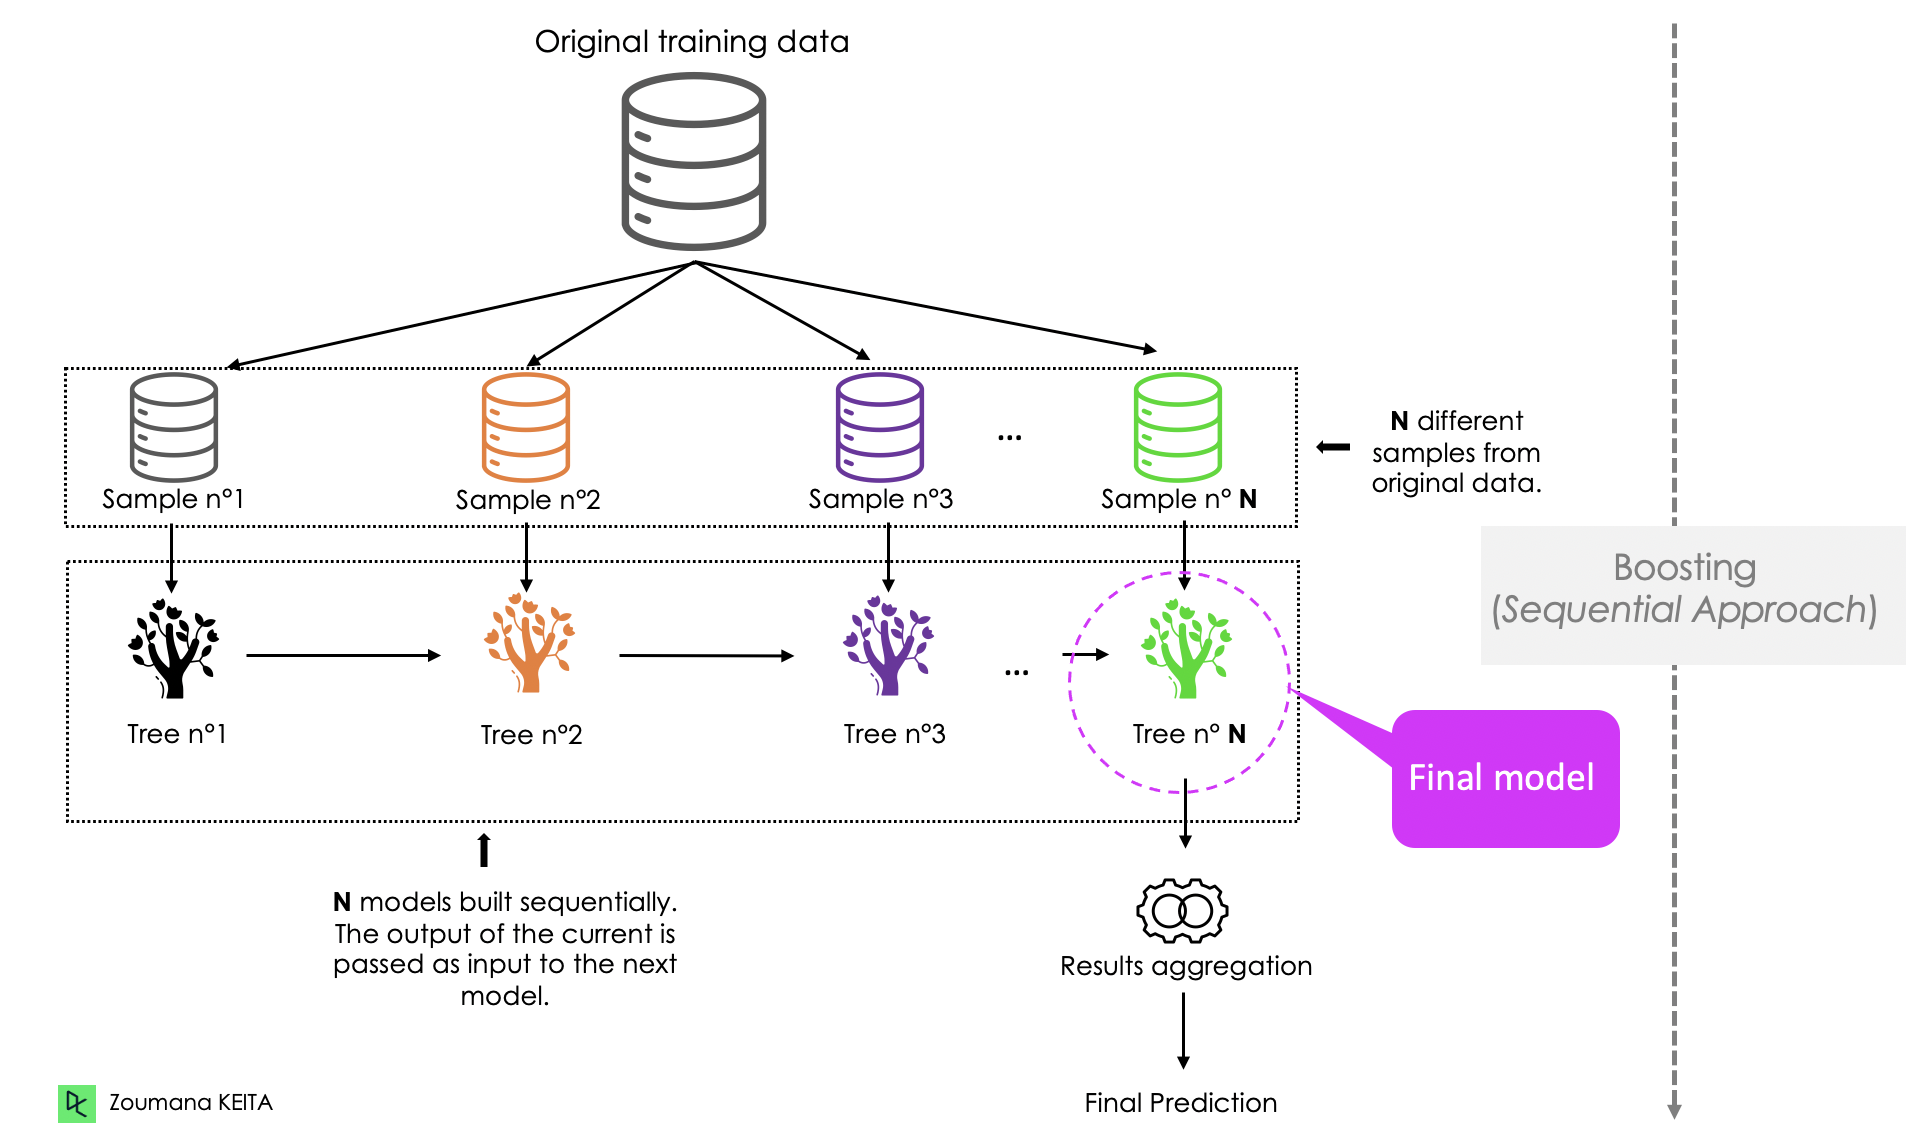 Original training data
Sample n°1
Sample n°2
Sample n°3
...
Sample n° N
N different
samples from
original data.
Boosting
(Sequential Approach)
Tree n°1
Tree n°2
Tree n°3
...
Tree n° N
Final model
N models built sequentially.
The output of the current is
passed as input to the next
model.
Results aggregation
Final Prediction
Zoumana KEITA